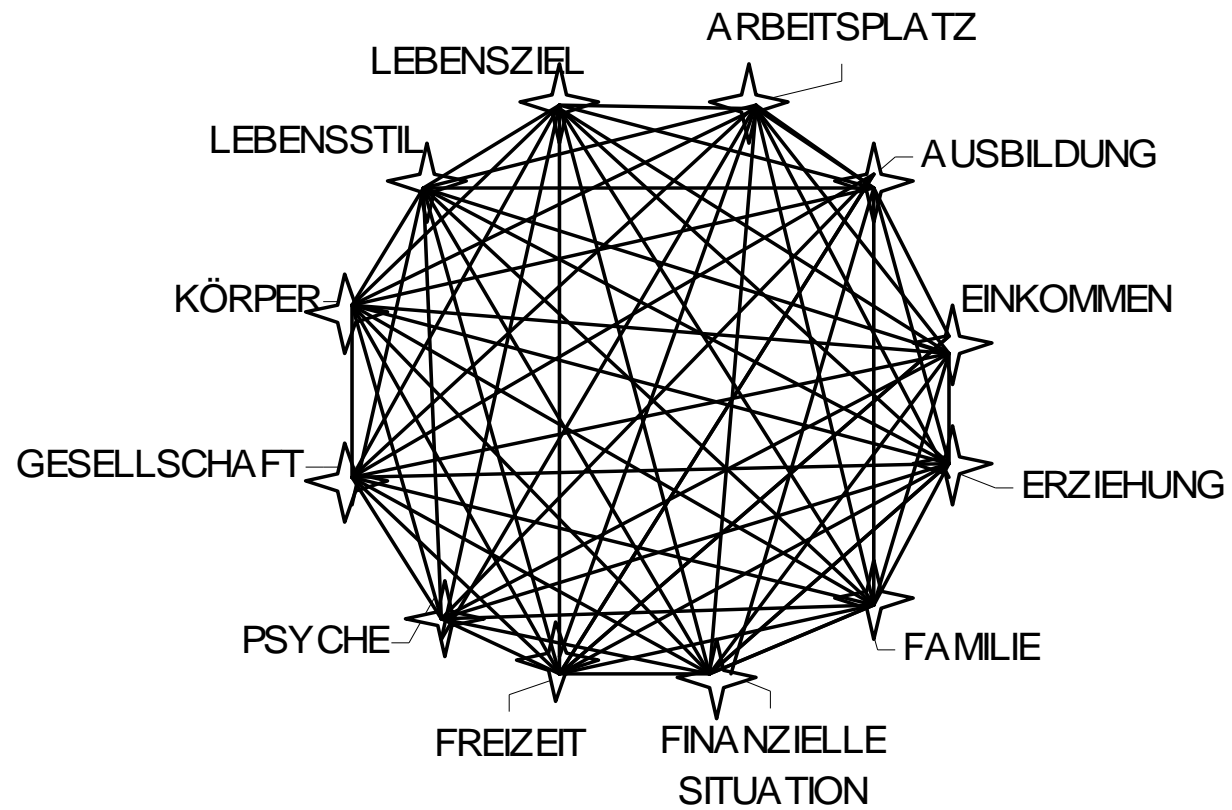 ARBEITSPLATZ
LEBENSZIEL
LEBENSSTIL
AUSBILDUNG
KÖRPER
EINKOMMEN
GESELLSCHAFT
ERZIEHUNG
PSYCHE
FAMILIE
FREIZEIT
FINANZIELLE
SITUATION